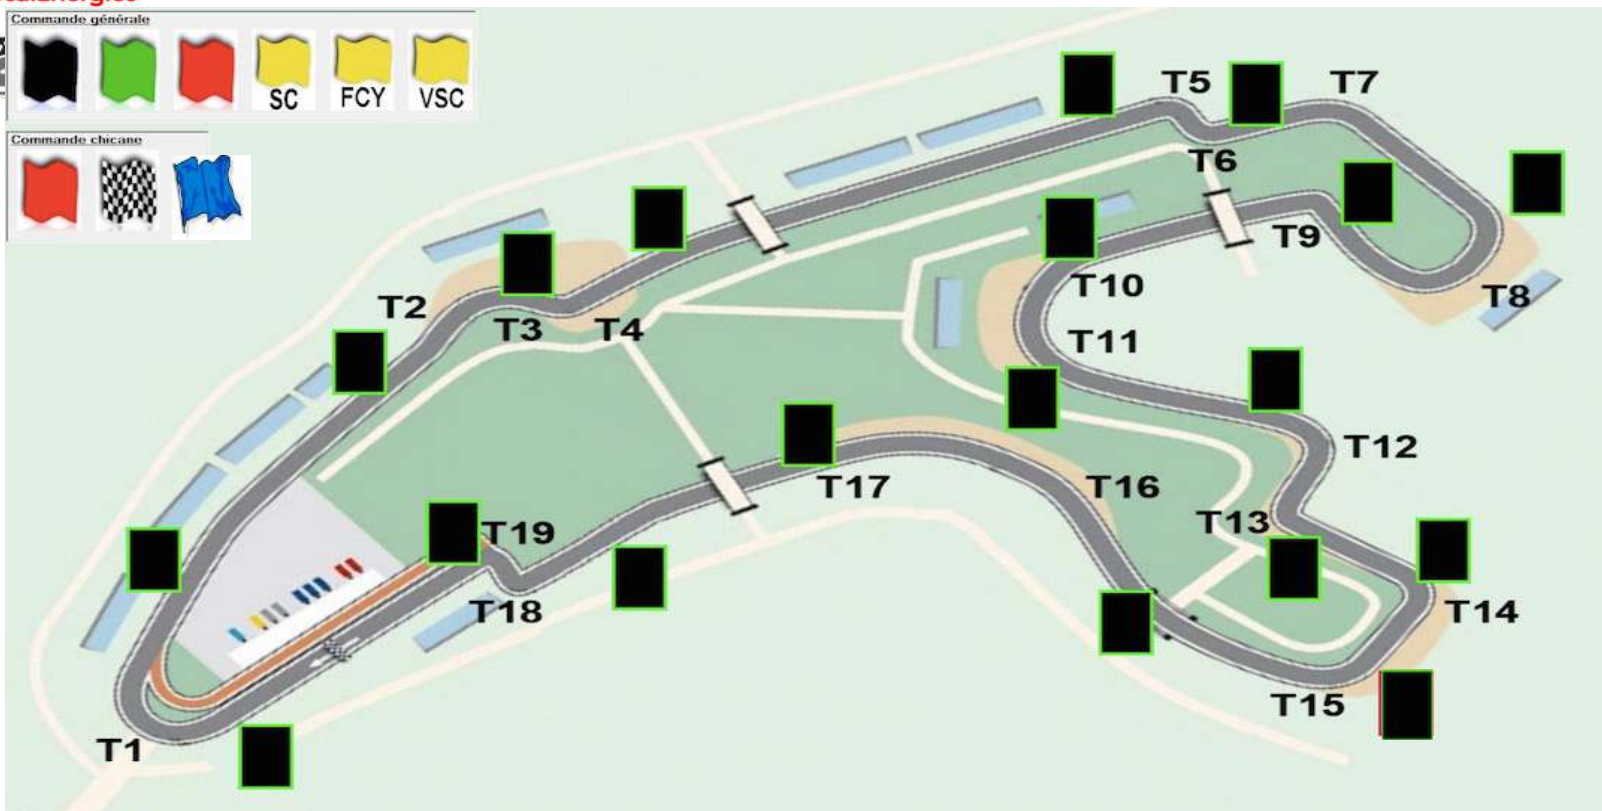 Commande générale
SC FCY VSC
Commande chicane
T5
T7
T6
T9
T2
T10
T8
T3
T4
T11
T12
T17
T16
T13
T19
T18
T14
T15
T1